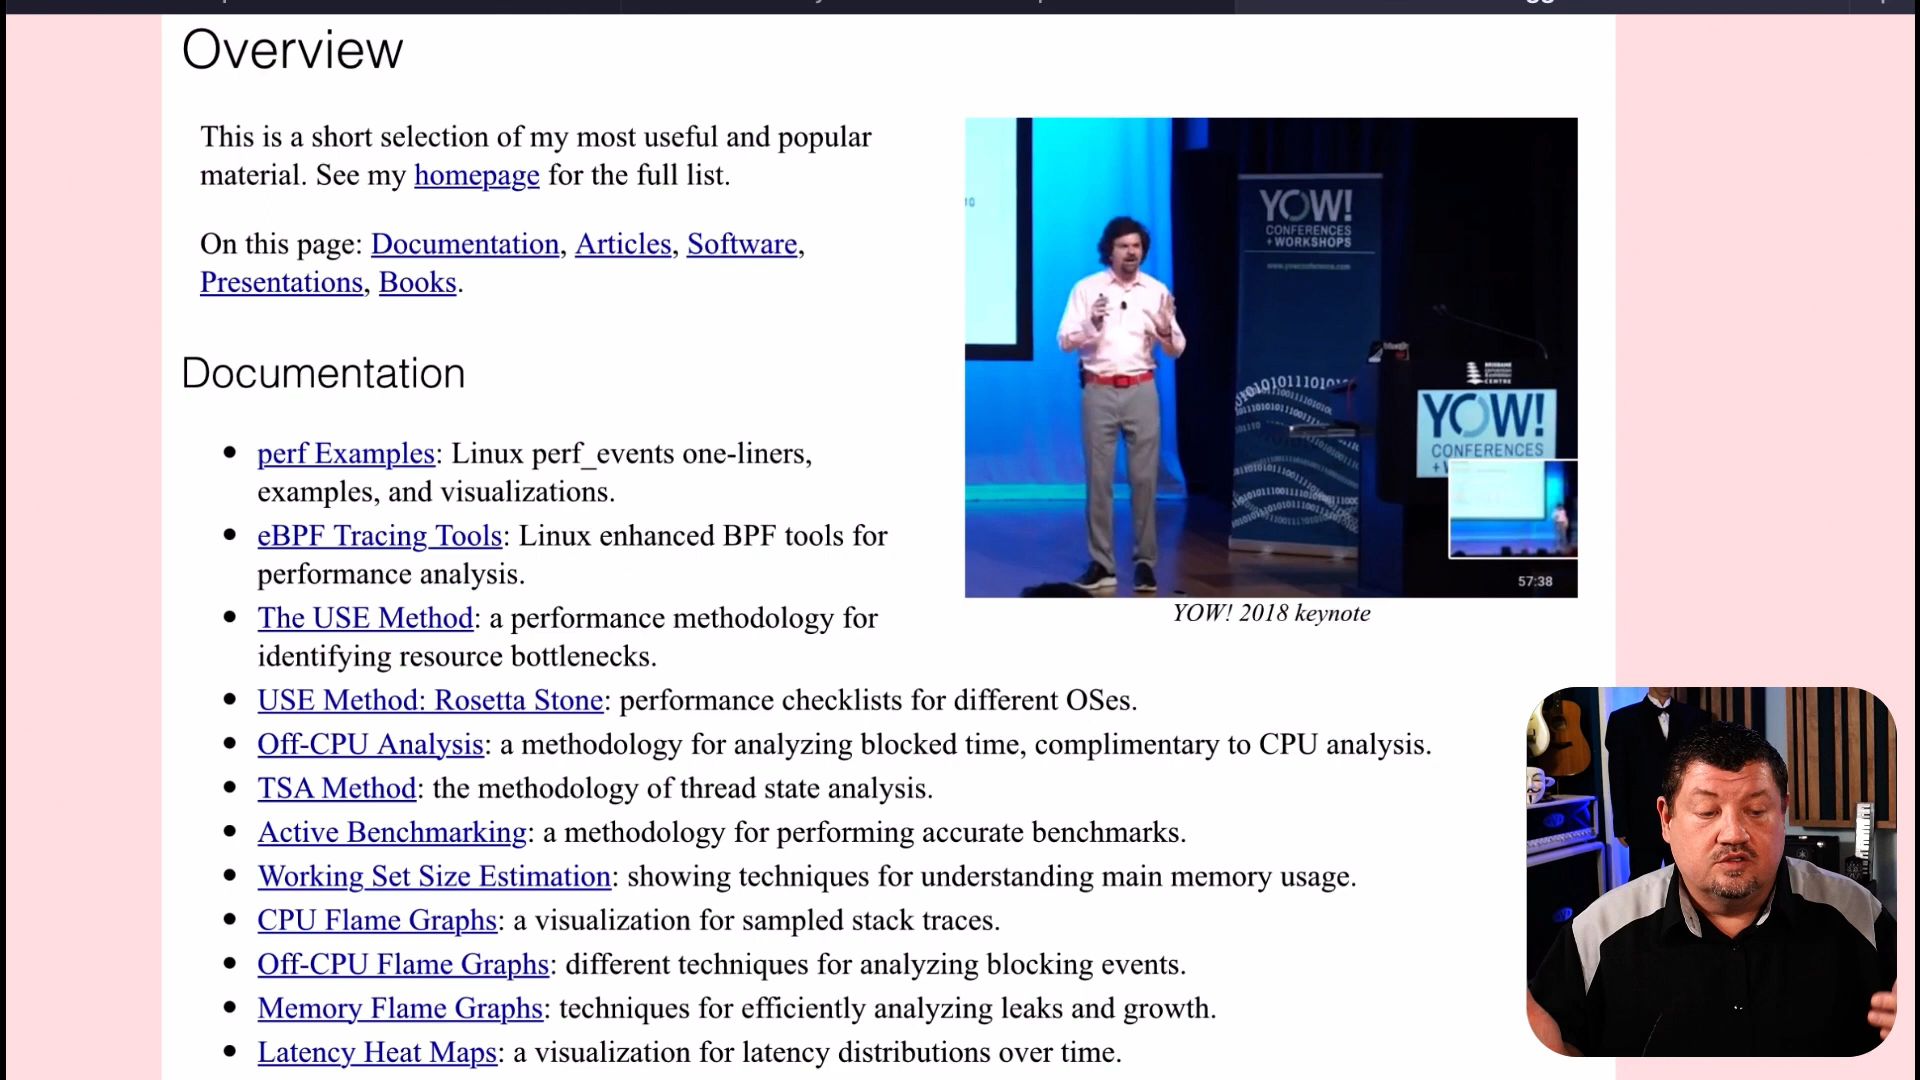 Overview
This is a short selection of my most useful and popular
material. See my homepage for the full list.
On this page: Documentation, Articles, Software,
Presentations, Books.
YOW!
CONFERENCES
+ WORKSHOPS
YOW!
CONFERENCES
57:38
YOW! 2018 keynote
Documentation
• perf Examples: Linux perf_events one-liners,
examples, and visualizations.
• eBPF Tracing Tools: Linux enhanced BPF tools for
performance analysis.
• The USE Method: a performance methodology for
identifying resource bottlenecks.
• USE Method: Rosetta Stone: performance checklists for different OSes.
• Off-CPU Analysis: a methodology for analyzing blocked time, complimentary to CPU analysis.
• TSA Method: the methodology of thread state analysis.
• Active Benchmarking: a methodology for performing accurate benchmarks.
• Working Set Size Estimation: showing techniques for understanding main memory usage.
• CPU Flame Graphs: a visualization for sampled stack traces.
• Off-CPU Flame Graphs: different techniques for analyzing blocking events.
• Memory Flame Graphs: techniques for efficiently analyzing leaks and growth.
• Latency Heat Maps: a visualization for latency distributions over time.